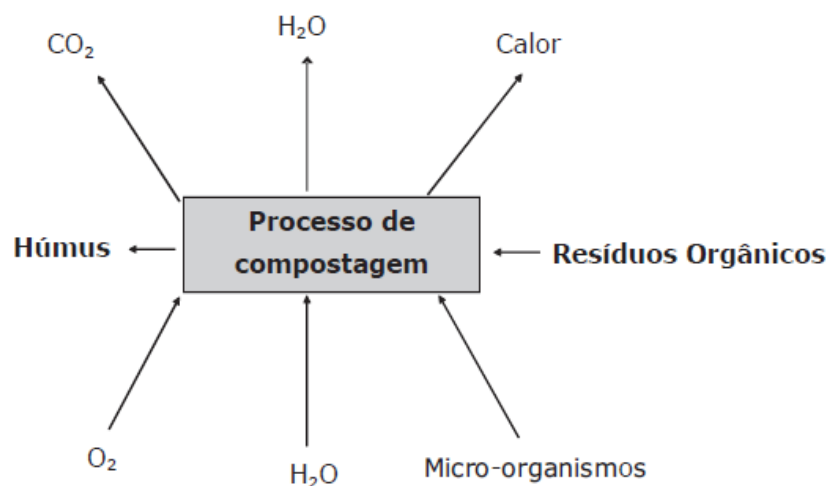 CO₂
H₂O
Calor
Húmus
Processo de
compostagem
Resíduos Orgânicos
O₂
H₂O
Micro-organismos